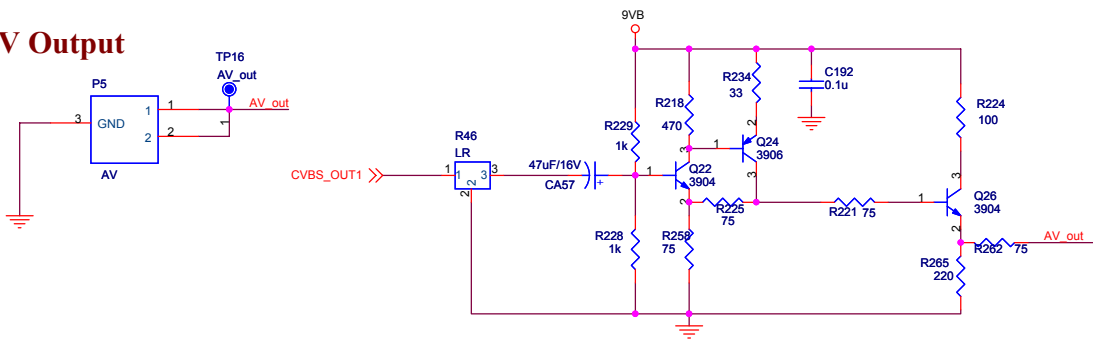 V Output
P5
GND
3
1
2
1
2
1
AV
TP16
AV_out
AV_out
CVBS_OUT1
R46
LR
1
1
2
3
3
2
47uF/16V
CA57
+
9VB
R229
1k
R228
1k
R218
470
1
3
2
Q22
3904
R225
75
R258
75
R234
33
1
2
3
Q24
3906
C192
0.1u
R221
75
R224
100
1
3
2
Q26
3904
R262
75
AV_out
R265
220